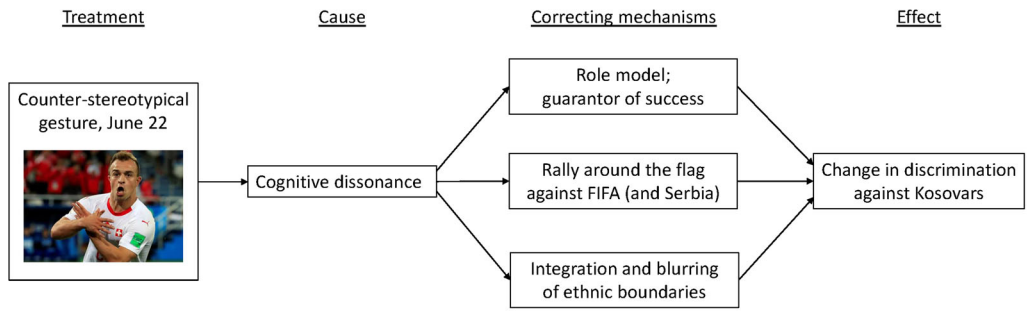 Treatment
Cause
Correcting mechanisms
Effect
Counter-stereotypical
gesture, June 22
Cognitive dissonance
Role model;
guarantor of success
Rally around the flag
against FIFA (and Serbia)
Integration and blurring
of ethnic boundaries
Change in discrimination
against Kosovars